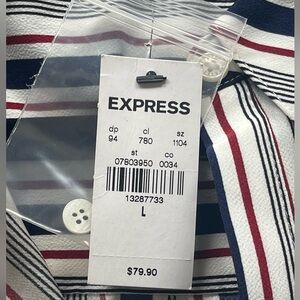 EXPRESS
dp cl sz
94 780 1104
st co
07803950 0034
13287733
L
$79.90